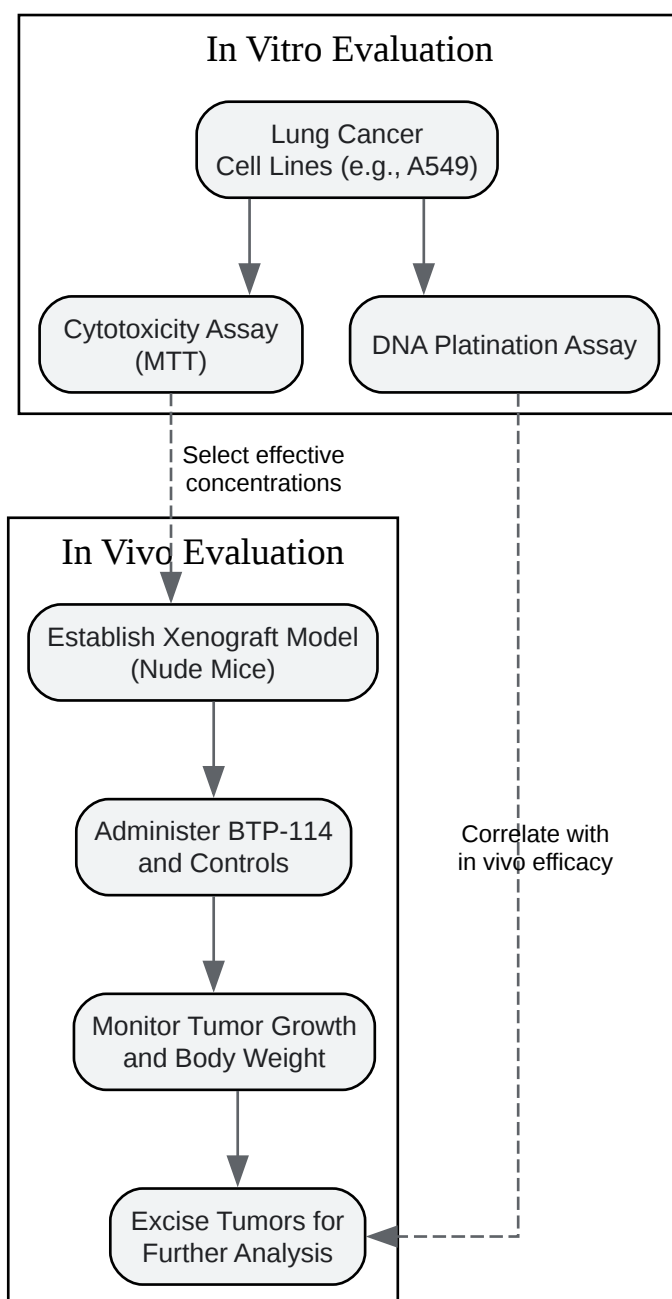 In Vitro Evaluation
Lung Cancer
Cell Lines (e.g., A549)
Cytotoxicity Assay
(MTT)
DNA Platination Assay
Select effective
concentrations
In Vivo Evaluation
Establish Xenograft Model
(Nude Mice)
Administer BTP-114
and Controls
Correlate with
in vivo efficacy
Monitor Tumor Growth
and Body Weight
Excise Tumors for
Further Analysis